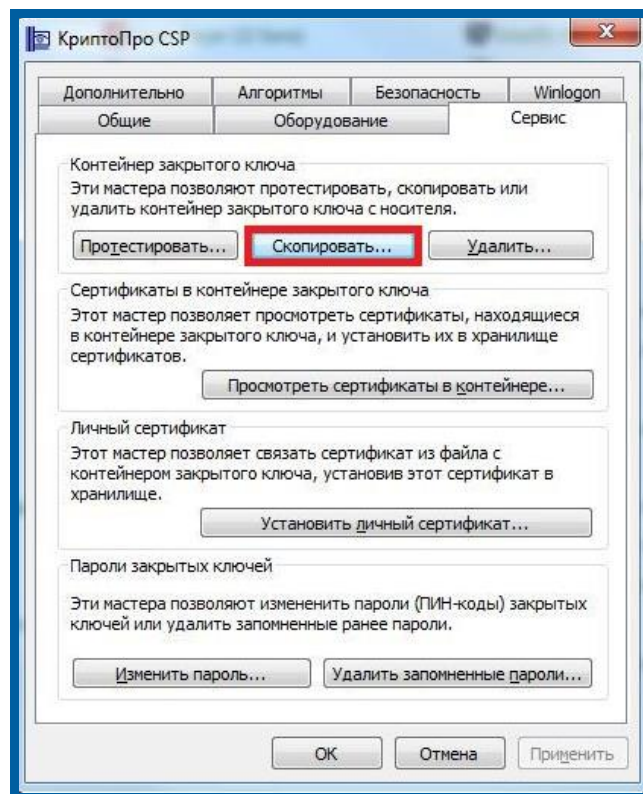 КриптоПро CSP
Дополнительно Алгоритмы Безопасность Winlogon
Общие Оборудование Сервис
Контейнер закрытого ключа
Эти мастера позволяют протестировать, скопировать или
удалить контейнер закрытого ключа с носителя.
Протестировать... Скопировать... Удалить...
Сертификаты в контейнере закрытого ключа
Этот мастер позволяет просмотреть сертификаты, находящиеся
в контейнере закрытого ключа, и установить их в хранилище
сертификатов.
Просмотреть сертификаты в контейнере...
Личный сертификат
Этот мастер позволяет связать сертификат из файла с
контейнером закрытого ключа, установив этот сертификат в
хранилище.
Установить личный сертификат...
Пароли закрытых ключей
Эти мастера позволяют измененить пароли (ПИН-коды) закрытых
ключей или удалить запомненные ранее пароли.
Изменить пароль... Удалить запомненные пароли...
ОК Отмена Применить